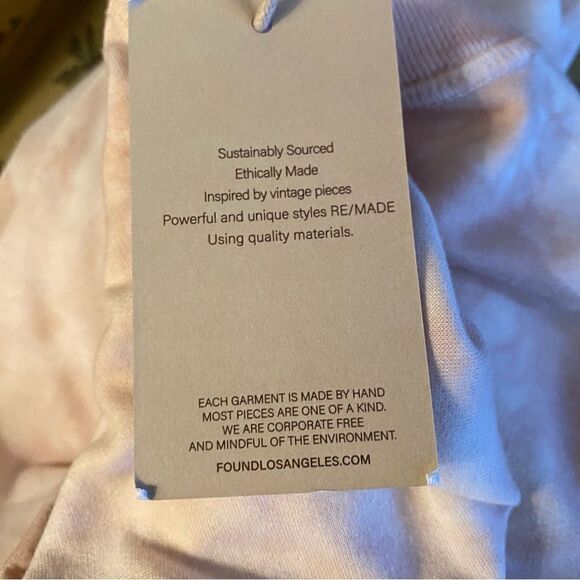 Sustainably Sourced
Ethically Made
Inspired by vintage pieces
Powerful and unique styles RE/MADE
Using quality materials.
EACH GARMENT IS MADE BY HAND
MOST PIECES ARE ONE OF A KIND.
WE ARE CORPORATE FREE
AND MINDFUL OF THE ENVIRONMENT.
FOUNDLOSANGELES.COM